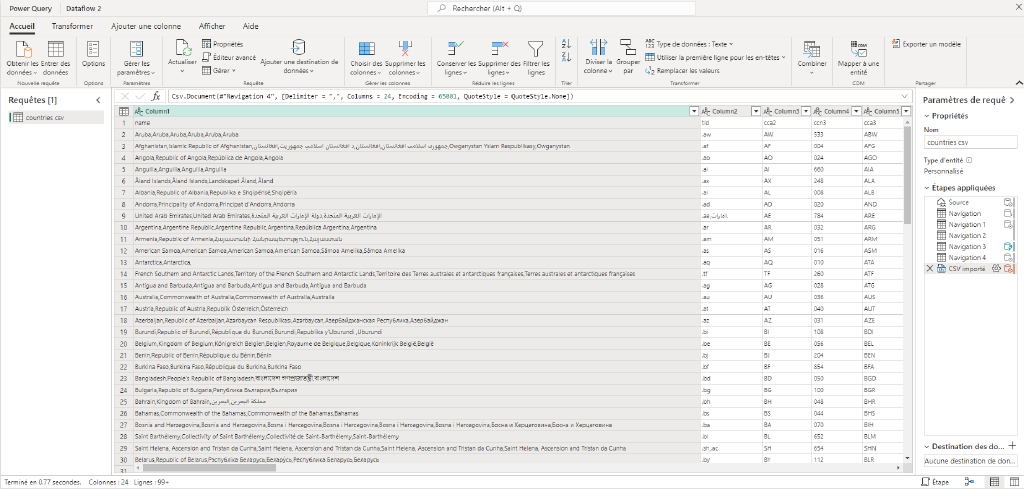 Power Query Dataflow 2
Rechercher (Alt + Q)
Accueil Transformer Ajouter une colonne Afficher Aide
Obtenir les données Entrer des données
Nouvelle requête
Options
Options
Gérer les paramètres
Paramètres
Actualiser
Propriétés
Éditeur avancé
Gérer
Requête
Ajouter une destination de données
Choisir des colonnes Supprimer les colonnes
Gérer les colonnes
Conserver les lignes Supprimer des lignes Filtrer les lignes
Réduire les lignes
Trier
Diviser la colonne Grouper par
Type de données : Texte
Utiliser la première ligne pour les en-têtes
Remplacer les valeurs
Transformer
Combiner
Mapper à une entité
CDM
Exporter un modèle
Partager
Requêtes [1]
countries csv
Csv.Document(#"Navigation 4", [Delimiter = ",", Columns = 24, Encoding = 65001, QuoteStyle = QuoteStyle.None])
Column1 Column2 Column3 Column4 Column5
1 name tld cca2 ccn3 cca3
2 Aruba,Aruba,Aruba,Aruba,Aruba,Aruba .aw AW 533 ABW
3 .af AF 004 AFG
4 Angola,Republic of Angola,República de Angola,Angola .ao AO 024 AGO
5 Anguilla,Anguilla,Anguilla,Anguilla .ai AI 660 AIA
6 Åland Islands,Åland Islands,Landskapet Åland,Åland .ax AX 248 ALA
7 Albania,Republic of Albania,Republika e Shqipërisë,Shqipëria .al AL 008 ALB
8 Andorra,Principality of Andorra,Principat d'Andorra,Andorra .ad AD 020 AND
9 United Arab Emirates,United Arab Emirates,دولة الإمارات العربية المتحدة,الإمارات العربية المتحدة .ae,امارات. AE 784 ARE
10 Argentina,Argentine Republic,Argentine Republic,Argentina,República Argentina,Argentina .ar AR 032 ARG
11 Armenia,Republic of Armenia,Հայաստանի Հանրապետություն,Հայաստան .am AM 051 ARM
12 American Samoa,American Samoa,American Samoa,American Samoa,Sāmoa Amelika,Sāmoa Amelika .as AS 016 ASM
13 Antarctica,Antarctica, .aq AQ 010 ATA
14 French Southern and Antarctic Lands,Territory of the French Southern and Antarctic Lands,Territoire des Terres australes et antarctiques françaises,Terres australes et antarctiques françaises .tf TF 260 ATF
15 Antigua and Barbuda,Antigua and Barbuda,Antigua and Barbuda,Antigua and Barbuda .ag AG 028 ATG
16 Australia,Commonwealth of Australia,Commonwealth of Australia,Australia .au AU 036 AUS
17 Austria,Republic of Austria,Republik Österreich,Österreich .at AT 040 AUT
18 Azerbaijan,Republic of Azerbaijan,Azərbaycan Respublikası,Azərbaycan,Азербайджанская Республика,Азербайджан .az AZ 031 AZE
19 Burundi,Republic of Burundi,République du Burundi,Burundi,Republika y'Uburundi ,Uburundi .bi BI 108 BDI
20 Belgium,Kingdom of Belgium,Königreich Belgien,Belgien,Royaume de Belgique,Belgique,Koninkrijk België,België .be BE 056 BEL
21 Benin,Republic of Benin,République du Bénin,Bénin .bj BJ 204 BEN
22 Burkina Faso,Burkina Faso,République du Burkina,Burkina Faso .bf BF 854 BFA
23 Bangladesh,People's Republic of Bangladesh,বাংলাদেশ গণপ্রজাতন্ত্রী,বাংলাদেশ .bd BD 050 BGD
24 Bulgaria,Republic of Bulgaria,Република България,България .bg BG 100 BGR
25 Bahrain,Kingdom of Bahrain,مملكة البحرين,البحرين .bh BH 048 BHR
26 Bahamas,Commonwealth of the Bahamas,Commonwealth of the Bahamas,Bahamas .bs BS 044 BHS
27 Bosnia and Herzegovina,Bosnia and Herzegovina,Bosna i Hercegovina,Bosna i Hercegovina,Bosna i Hercegovina,Bosna i Hercegovina,Босна и Херцеговина,Босна и Херцеговина .ba BA 070 BIH
28 Saint Barthélemy,Collectivity of Saint Barthélemy,Collectivité de Saint-Barthélemy,Saint-Barthélemy .bl BL 652 BLM
29 Saint Helena, Ascension and Tristan da Cunha,Saint Helena, Ascension and Tristan da Cunha,Saint Helena, Ascension and Tristan da Cunha,Saint Helena, Ascension and Tristan da Cunha .sh,.ac SH 654 SHN
30 Belarus,Republic of Belarus,Рэспубліка Беларусь,Белару́сь,Республика Беларусь,Беларусь .by BY 112 BLR
31
Paramètres de requê
Propriétés
Nom
countries csv
Type d'entité
Personnalisé
Étapes appliquées
Source
Navigation
Navigation 1
Navigation 2
Navigation 3
Navigation 4
CSV importé
Destination des do...
Aucune destination de don...
Terminé en 0,77 secondes. Colonnes : 24 Lignes : 99+
Étape